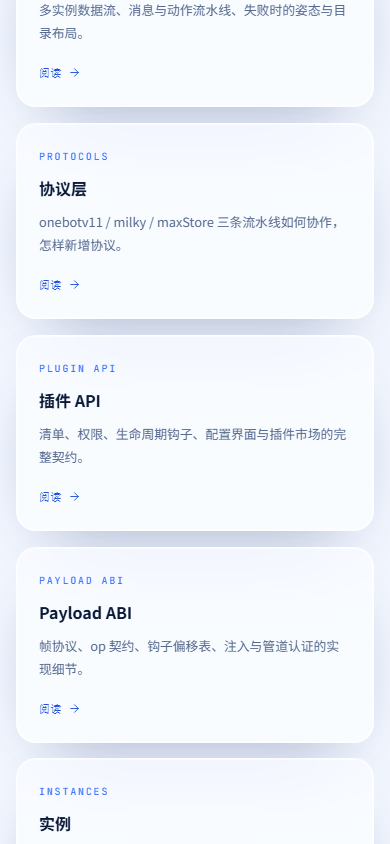 多实例数据流、消息与动作流水线、失败时的姿态与目
录布局。
阅读 →
PROTOCOLS
协议层
onebotv11 / milky / maxStore 三条流水线如何协作，
怎样新增协议。
阅读 →
PLUGIN API
插件 API
清单、权限、生命周期钩子、配置界面与插件市场的完
整契约。
阅读 →
PAYLOAD ABI
Payload ABI
帧协议、op 契约、钩子偏移表、注入与管道认证的实
现细节。
阅读 →
INSTANCES
实例